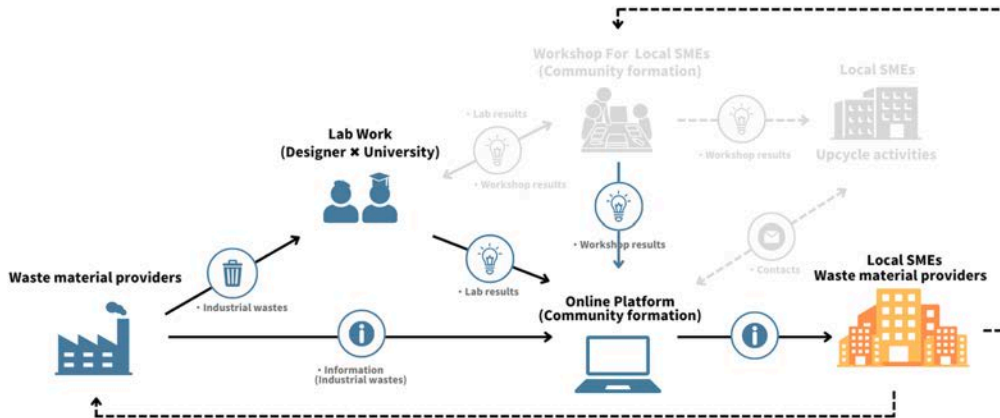 Workshop For Local SMEs
(Community formation)
Local SMEs
• Lab results
Lab Work
(Designer ✖ University)
• Workshop results
Upcycle activities
• Workshop results
• Workshop results
Waste material providers
• Industrial wastes
• Lab results
• Contacts
Local SMEs
Waste material providers
Online Platform
(Community formation)
• Information
(Industrial wastes)